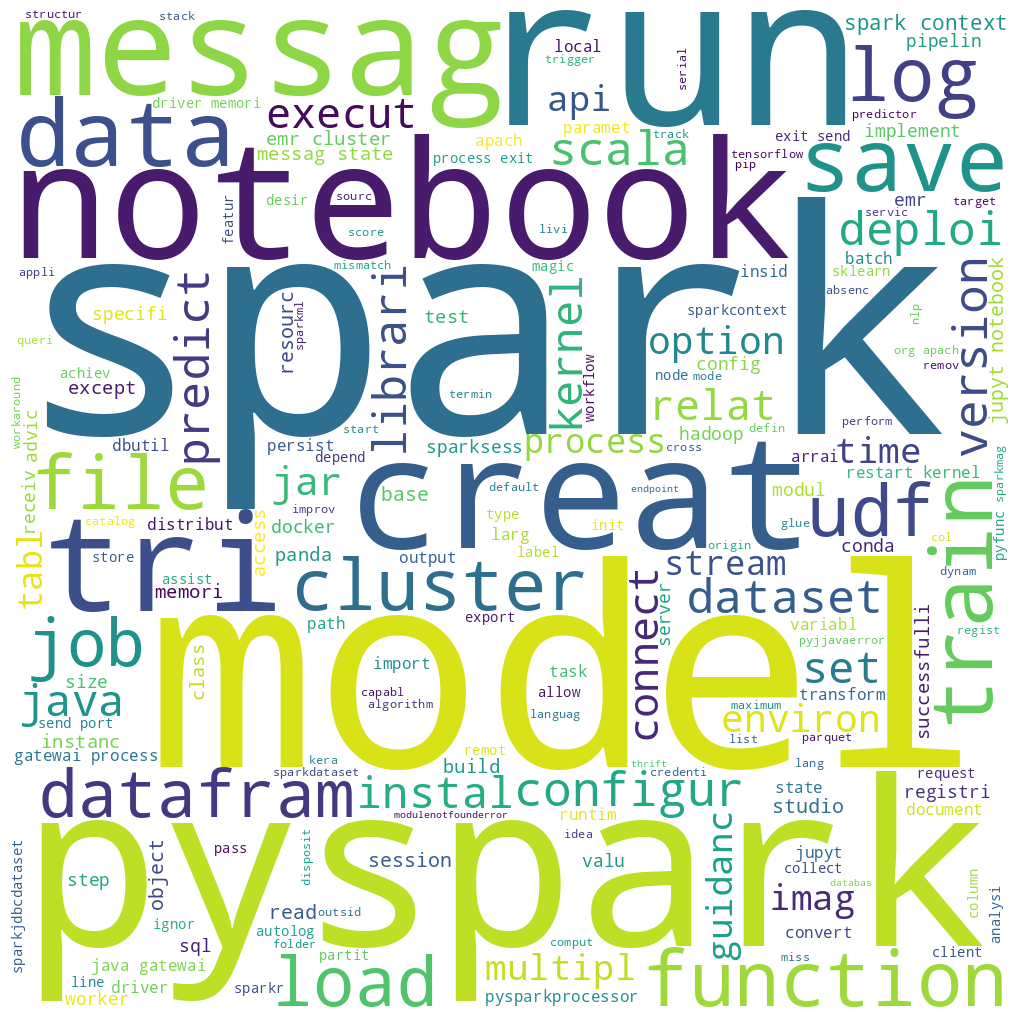 structur
stack
messag
run
spark context
pipelin
local
trigger
serial
log
predictor
data
driver memori
execut
api
paramet
track
exit send
implement
emr cluster
messag state
apach
process exit
scala
tensorflow
pip
save
notebook
desir
featur
sourc
score
livi
emr
servic
target
deploi
batch
appli
spark
mismatch
magic
insid
sklearn
absenc
nlp
version
jupyt notebook
specifi
predict
resourc
sparkml
librari
test
kernel
workflow
option
sparkcontext
org apach
remov
queri
achiev
except
config
node
mode
workaround
receiv advic
termin
relat
defin
hadoop
perform
dbutil
persist
start
sparksess
process
cross
arrai
time
depend
restart kernel
file
jar
base
creat
default
endpoint
modul
udf
train
pyfunc sparkmag
catalog
distribut
improv
docker
access
type
larg
label
init
glue
col
tabl
store
tri
panda
output
origin
conda
dynam
assist
memori
cluster
stream
dataset
path
export
connect
server
variabl
pyjjavaerror
successfulli
regist
job
size
class
model
import
capabl
algorithm
task
allow
languag
set
transform
java
send port
maximum
environ
list
parquet
instanc
gatewai process
kera
sparkdataset
remot
build
thrift
credenti
lang
request
registri
datafram
instal
configur
state
studio
document
modulenotfounderror
runtim
idea
pyspark
pass
disposit
session
valu
guidanc
jupyt
collect
databas
sparkjdbcdataset
step
object
imag
column
analysi
ignor
read
outsid
autolog
folder
sql
convert
partit
comput
miss
client
java gatewai
line
driver
worker
sparkr
load
multipl
pysparkprocessor
function